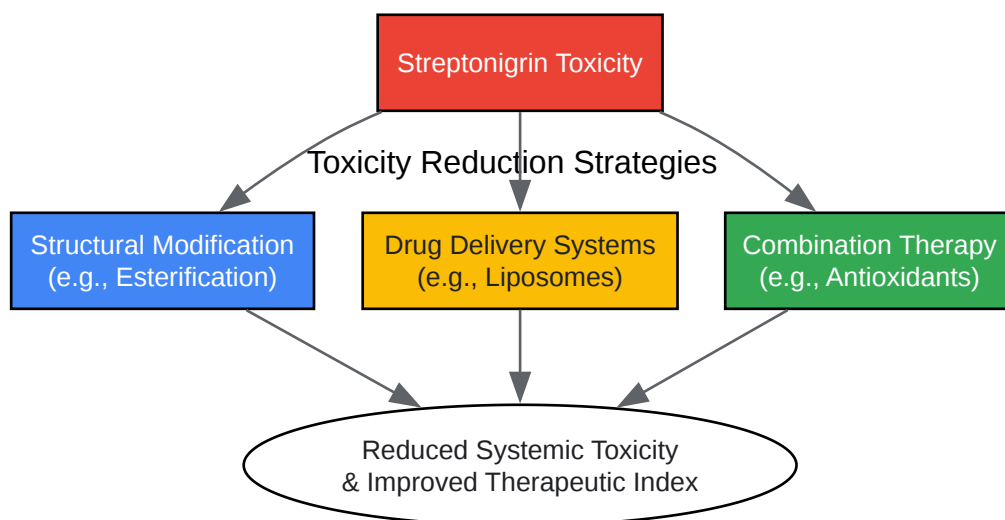 Streptonigrin Toxicity
Toxicity Reduction Strategies
Structural Modification
(e.g., Esterification)
Drug Delivery Systems
(e.g., Liposomes)
Combination Therapy
(e.g., Antioxidants)
Reduced Systemic Toxicity
& Improved Therapeutic Index